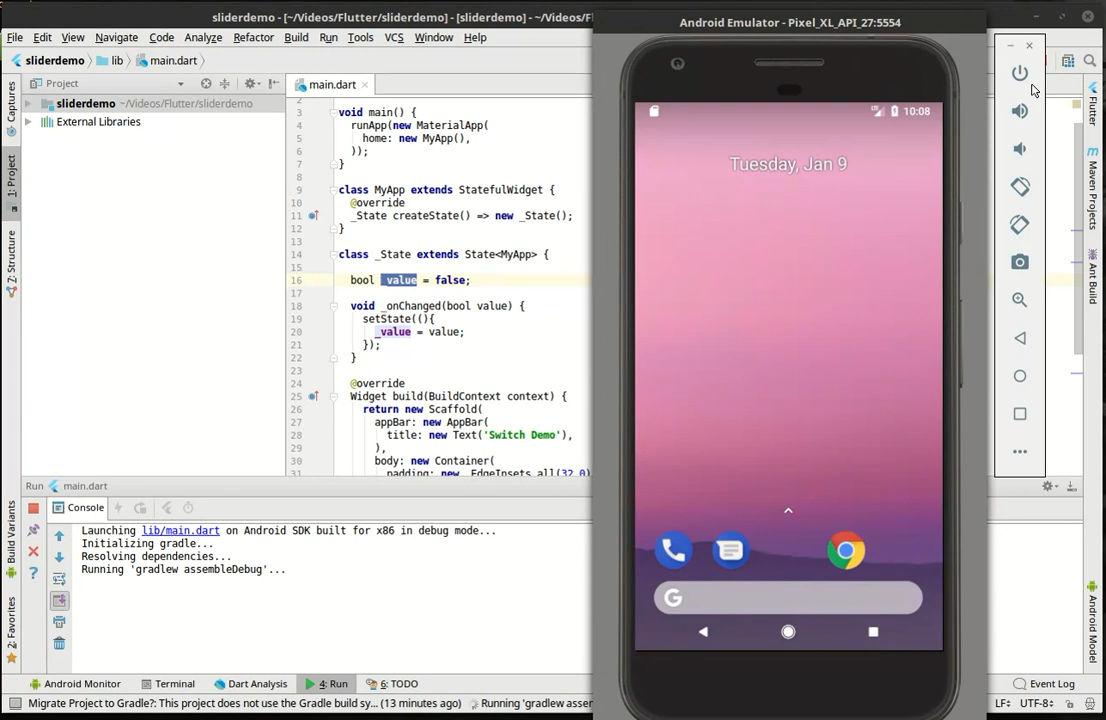 sliderdemo - [~/Videos/Flutter/sliderdemo] - [sliderdemo] - ~/Videos/F
Android Emulator - Pixel_XL_API_27:5554
File Edit View Navigate Code Analyze Refactor Build Run Tools VCS Window Help
sliderdemo lib main.dart
Project
main.dart
sliderdemo ~/Videos/Flutter/sliderdemo
External Libraries
Captures
1: Project
7: Structure
Build Variants
2: Favorites
2
3 void main() {
4 runApp(new MaterialApp(
5 home: new MyApp(),
6 ));
7 }
8
9 class MyApp extends StatefulWidget {
10 @override
11 _State createState() => new _State();
12 }
13
14 class _State extends State<MyApp> {
15
16 bool _value = false;
17
18 void _onChanged(bool value) {
19 setState((){
20 _value = value;
21 });
22 }
23
24 @override
25 Widget build(BuildContext context) {
26 return new Scaffold(
27 appBar: new AppBar(
28 title: new Text('Switch Demo'),
29 ),
30 body: new Container(
31 padding: new EdgeInsets.all(32.0)
10:08
Tuesday, Jan 9
G
Flutter
Maven Projects
Ant Build
Android Model
Run main.dart
Console
Launching lib/main.dart on Android SDK built for x86 in debug mode...
Initializing gradle...
Resolving dependencies...
Running 'gradlew assembleDebug'...
Android Monitor Terminal Dart Analysis 4: Run 6: TODO Event Log
Migrate Project to Gradle?: This project does not use the Gradle build sy... (13 minutes ago) Running 'gradlew asser LF÷ UTF-8÷